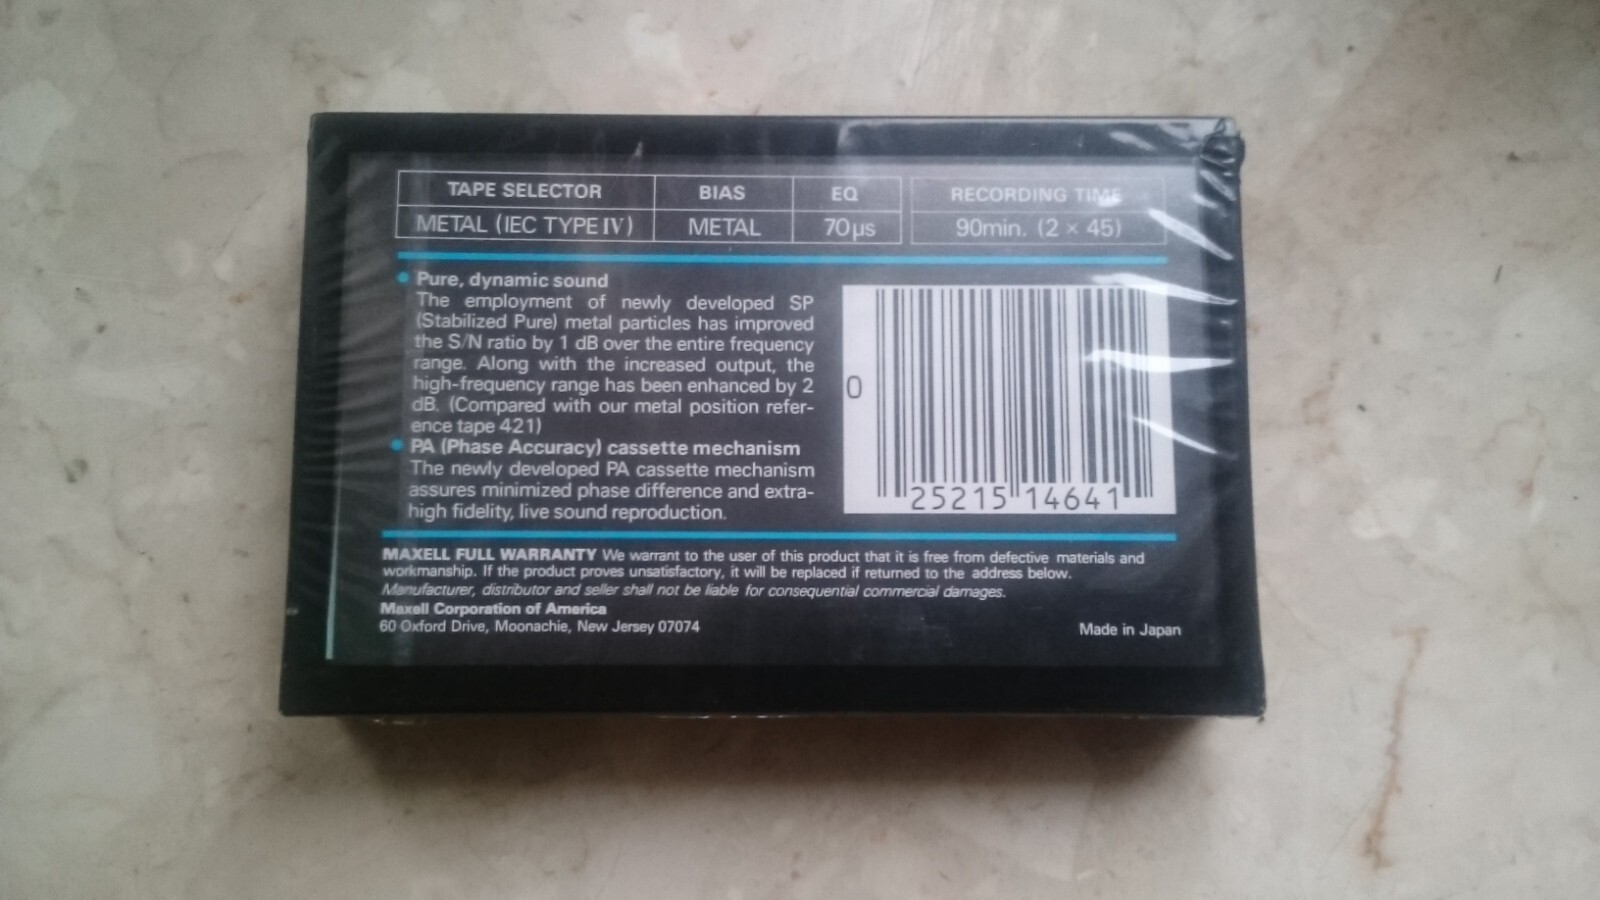 TAPE SELECTOR BIAS EQ RECORDING TIME
METAL (IEC TYPE IV) METAL 70µs 90min. (2 × 45)
• Pure, dynamic sound
The employment of newly developed SP
(Stabilized Pure) metal particles has improved
the S/N ratio by 1 dB over the entire frequency
range. Along with the increased output, the
high-frequency range has been enhanced by 2
dB. (Compared with our metal position refer-
ence tape 421)
• PA (Phase Accuracy) cassette mechanism
The newly developed PA cassette mechanism
assures minimized phase difference and extra-
high fidelity, live sound reproduction.
0
25215 14641
MAXELL FULL WARRANTY We warrant to the user of this product that it is free from defective materials and
workmanship. If the product proves unsatisfactory, it will be replaced if returned to the address below.
Manufacturer, distributor and seller shall not be liable for consequential commercial damages.
Maxell Corporation of America
60 Oxford Drive, Moonachie, New Jersey 07074
Made in Japan